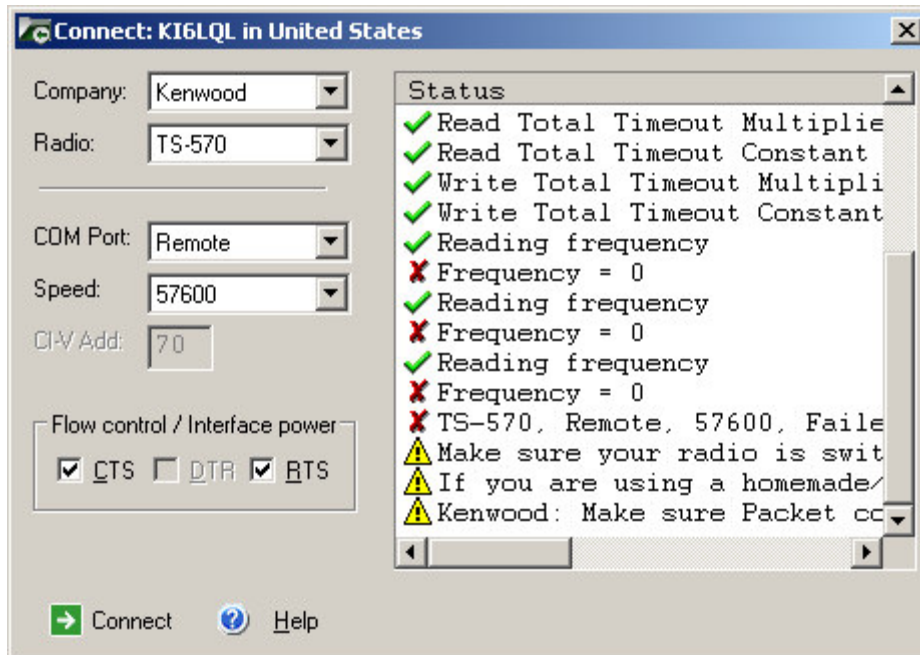 Connect: KI6LQL in United States
Company: Kenwood
Radio: TS-570
COM Port: Remote
Speed: 57600
CI-V Add: 70
Flow control / Interface power
CTS DTR RTS
Connect Help
Status
Read Total Timeout Multiplie
Read Total Timeout Constant
Write Total Timeout Multipli
Write Total Timeout Constant
Reading frequency
Frequency = 0
Reading frequency
Frequency = 0
Reading frequency
Frequency = 0
TS-570, Remote, 57600, Faile
Make sure your radio is swit
If you are using a homemade/
Kenwood: Make sure Packet co